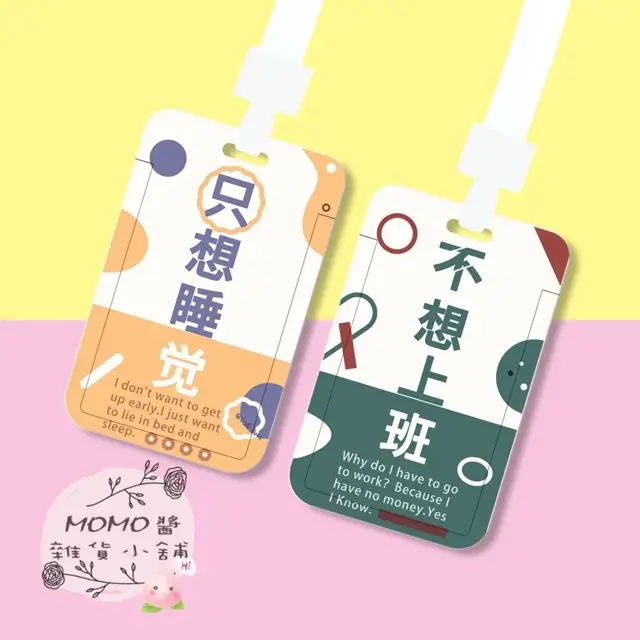 只
想
睡
觉
I don't want to get
up early.I just want
to lie in bed and
sleep.
不
想
上
班
Why do I have to go
to work? Because I
have no money.Yes
i Know.
MOMO醬
雜貨小舖
Hi